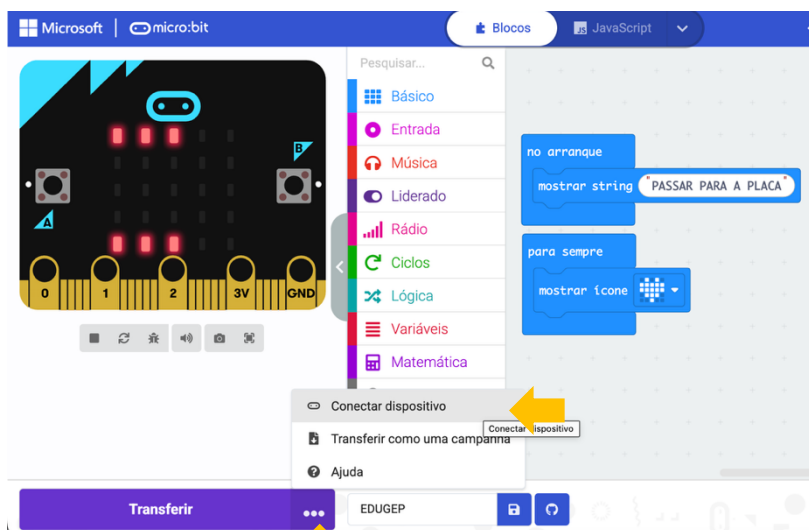 Microsoft | micro:bit
Blocos
JS JavaScript
Pesquisar...
Básico
Entrada
Música
Liderado
Rádio
Ciclos
Lógica
Variáveis
Matemática
B
A
0 1 2 3V GND
no arranque
mostrar string "PASSAR PARA A PLACA"
para sempre
mostrar ícone
Conectar dispositivo
Conectar dispositivo
Transferir como uma campanha
Ajuda
Transferir
EDUGEP